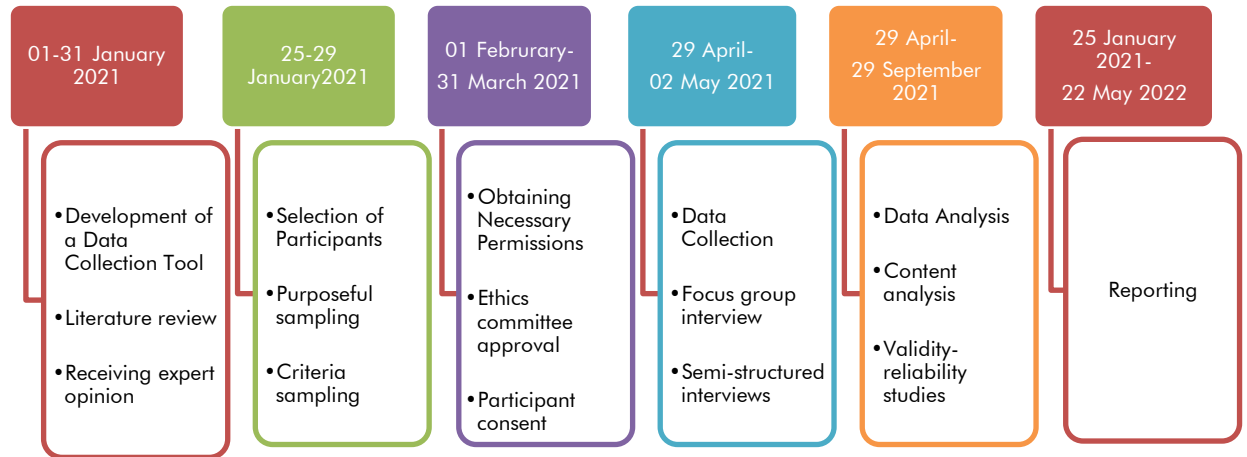 01-31 January
2021
•Development of
a Data
Collection Tool
•Literature review
•Receiving expert
opinion
25-29
January2021
•Selection of
Participants
•Purposeful
sampling
•Criteria
sampling
01 Februrary-
31 March 2021
•Obtaining
Necessary
Permissions
•Ethics
committee
approval
•Participant
consent
29 April-
02 May 2021
•Data
Collection
•Focus group
interview
•Semi-structured
interviews
29 April-
29 September
2021
•Data Analysis
•Content
analysis
•Validity-
reliability
studies
25 January
2021-
22 May 2022
Reporting